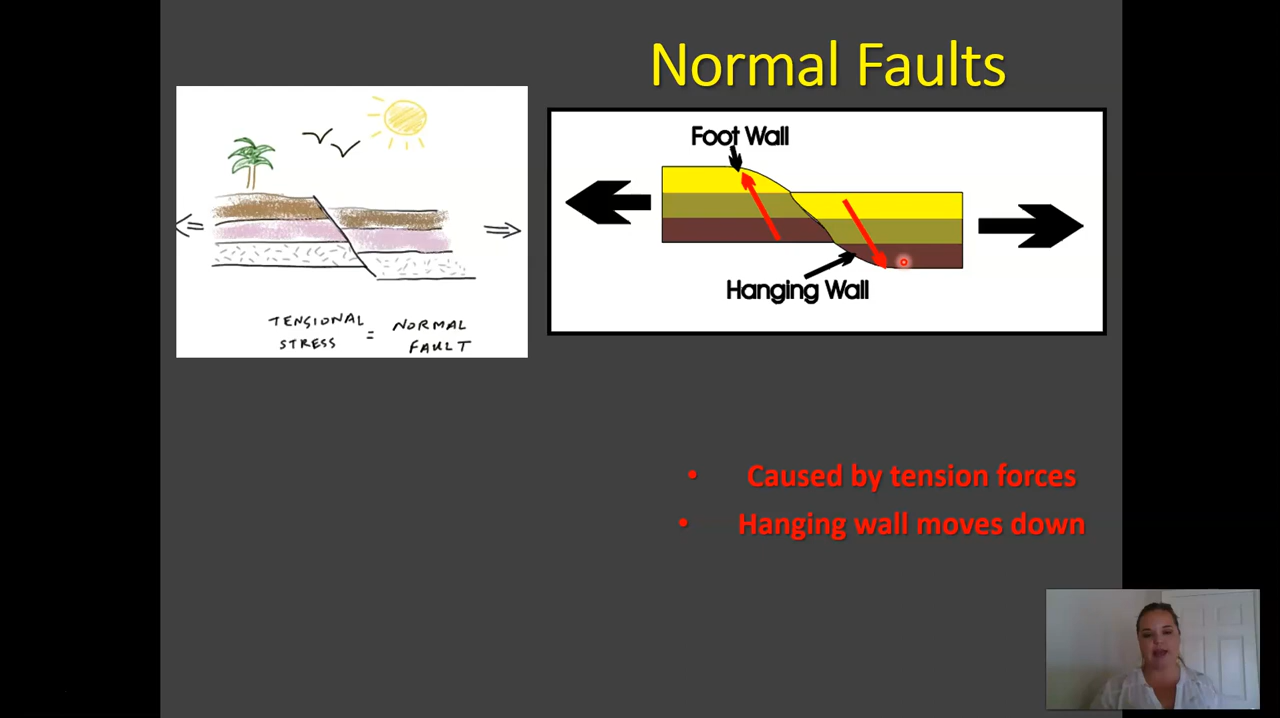 Normal Faults
TENSIONAL
STRESS
=
NORMAL
FAULT
Foot Wall
Hanging Wall
• Caused by tension forces
• Hanging wall moves down